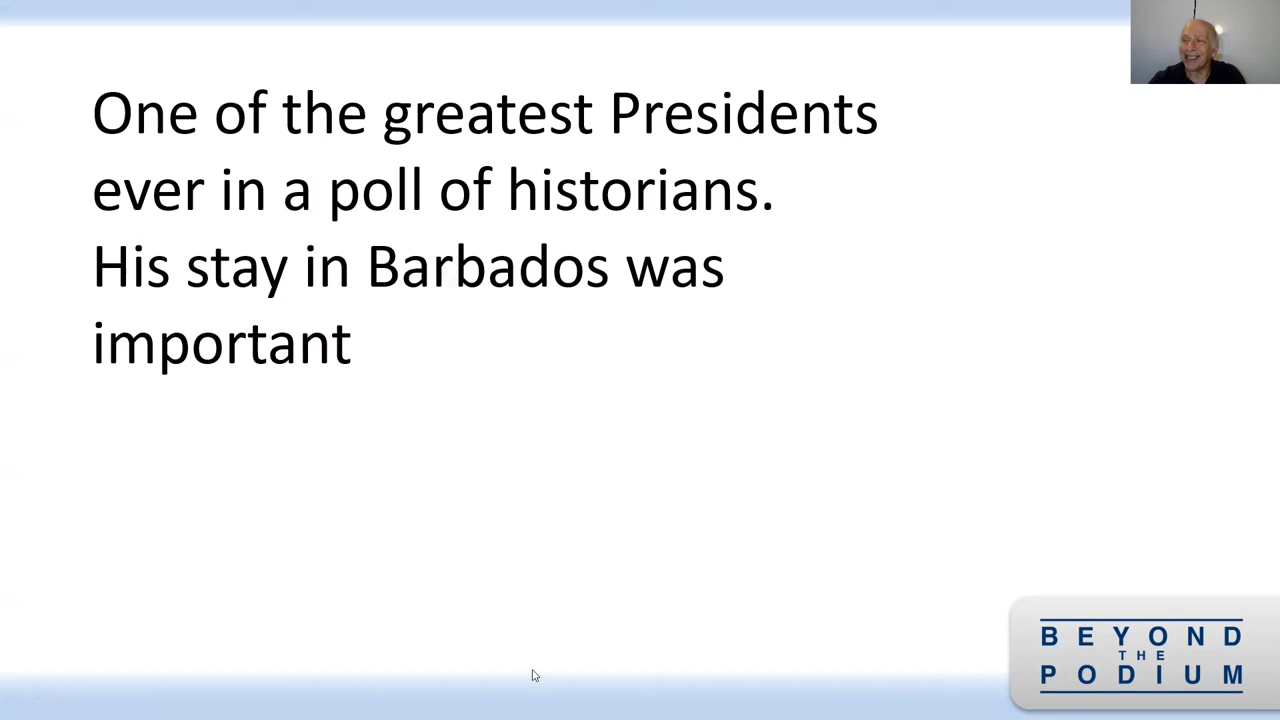 One of the greatest Presidents
ever in a poll of historians.
His stay in Barbados was
important
BEYOND
THE
PODIUM